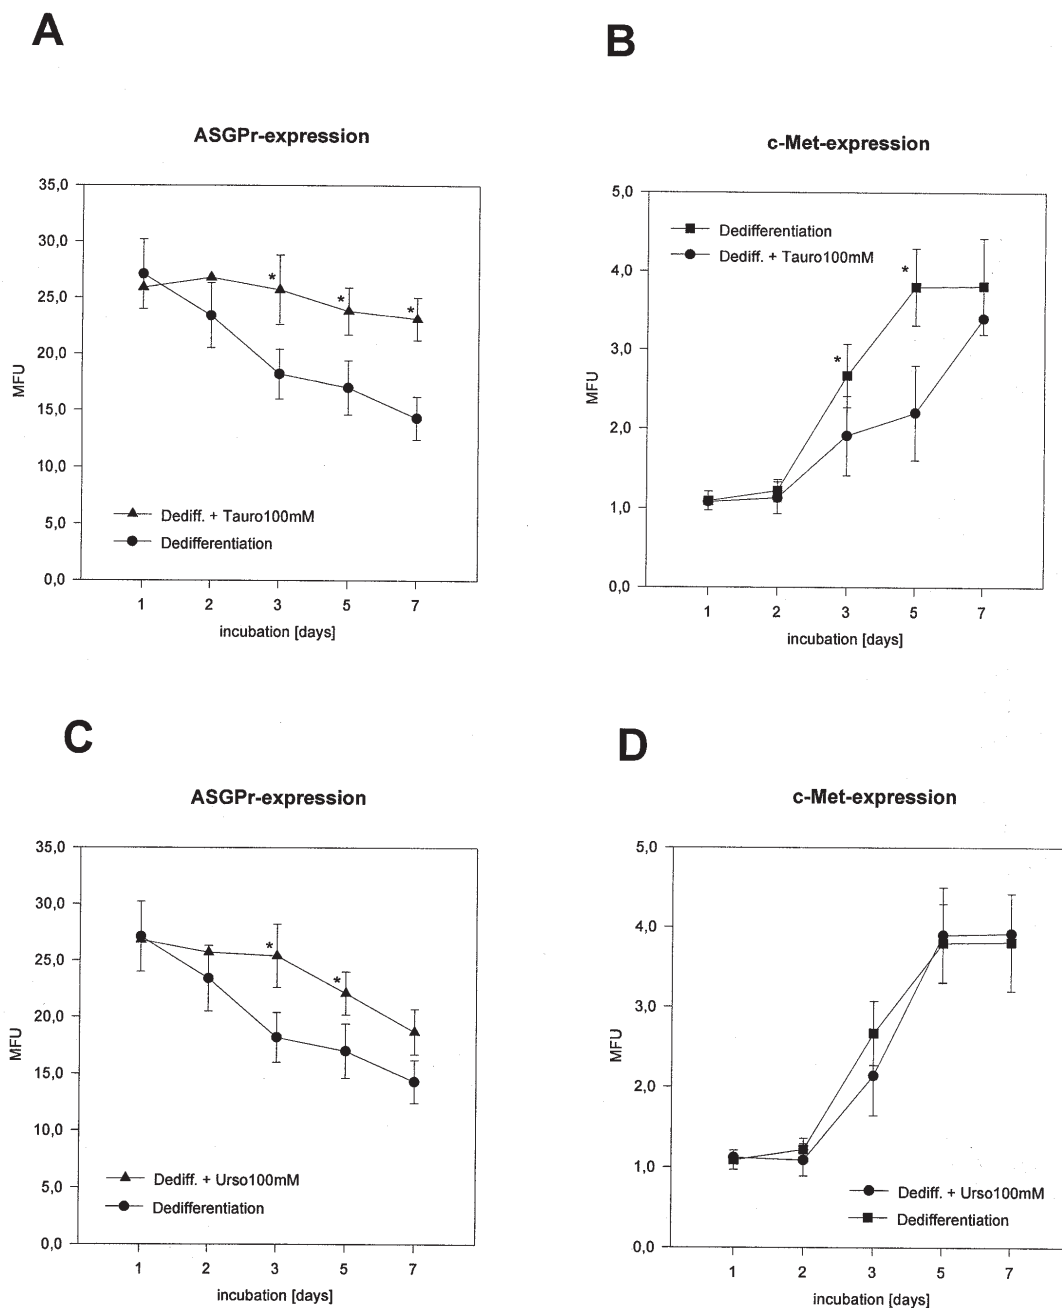 A
ASGPr-expression
35,0
30,0
25,0
20,0
15,0
10,0
5,0
0,0
MFU
*
*
*
Dediff. + Tauro100mM
Dedifferentiation
1 2 3 5 7
incubation [days]
B
c-Met-expression
5,0
4,0
3,0
2,0
1,0
0,0
MFU
Dedifferentiation
Dediff. + Tauro100mM
*
*
1 2 3 5 7
incubation [days]
C
ASGPr-expression
35,0
30,0
25,0
20,0
15,0
10,0
5,0
0,0
MFU
*
*
Dediff. + Urso100mM
Dedifferentiation
1 2 3 5 7
incubation [days]
D
c-Met-expression
5,0
4,0
3,0
2,0
1,0
0,0
MFU
Dediff. + Urso100mM
Dedifferentiation
1 2 3 5 7
incubation [days]